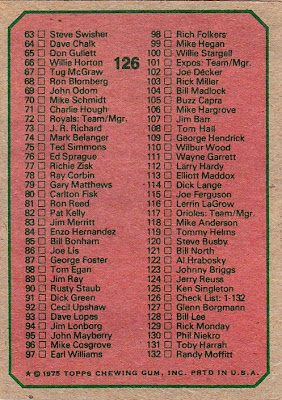 126
63 Steve Swisher
64 Dave Chalk
65 Don Gullett
66 Willie Horton
67 Tug McGraw
68 Ron Blomberg
69 John Odom
70 Mike Schmidt
71 Charlie Hough
72 Royals: Team/Mgr.
73 J. R. Richard
74 Mark Belanger
75 Ted Simmons
76 Ed Sprague
77 Richie Zisk
78 Ray Corbin
79 Gary Matthews
80 Carlton Fisk
81 Ron Reed
82 Pat Kelly
83 Jim Merritt
84 Enzo Hernandez
85 Bill Bonham
86 Joe Lis
87 George Foster
88 Tom Egan
89 Jim Ray
90 Rusty Staub
91 Dick Green
92 Cecil Upshaw
93 Dave Lopes
94 Jim Lonborg
95 John Mayberry
96 Mike Cosgrove
97 Earl Williams
98 Rich Folkers
99 Mike Hegan
100 Willie Stargell
101 Expos: Team/Mgr.
102 Joe Decker
103 Rick Miller
104 Bill Madlock
105 Buzz Capra
106 Mike Hargrove
107 Jim Barr
108 Tom Hall
109 George Hendrick
110 Wilbur Wood
111 Wayne Garrett
112 Larry Hardy
113 Elliott Maddox
114 Dick Lange
115 Joe Ferguson
116 Lerrin LaGrow
117 Orioles: Team/Mgr.
118 Mike Anderson
119 Tommy Helms
120 Steve Busby
121 Bill North
122 Al Hrabosky
123 Johnny Briggs
124 Jerry Reuss
125 Ken Singleton
126 Check List: 1-132
127 Glenn Borgmann
128 Bill Lee
129 Rick Monday
130 Phil Niekro
131 Toby Harrah
132 Randy Moffitt
★ © 1975 TOPPS CHEWING GUM, INC. PRTD IN U.S.A.